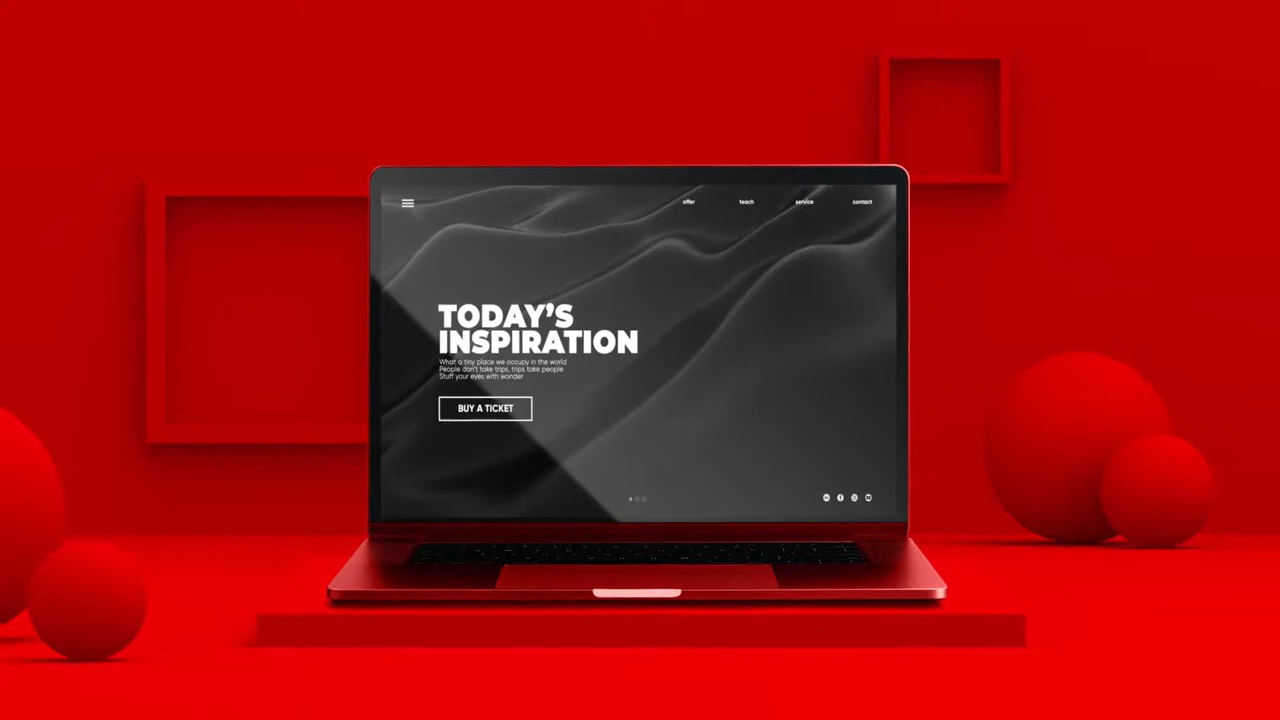 offer teach service contact
TODAY'S
INSPIRATION
What a tiny place we occupy in the world
People don't take trips, trips take people
Stuff your eyes with wonder
BUY A TICKET